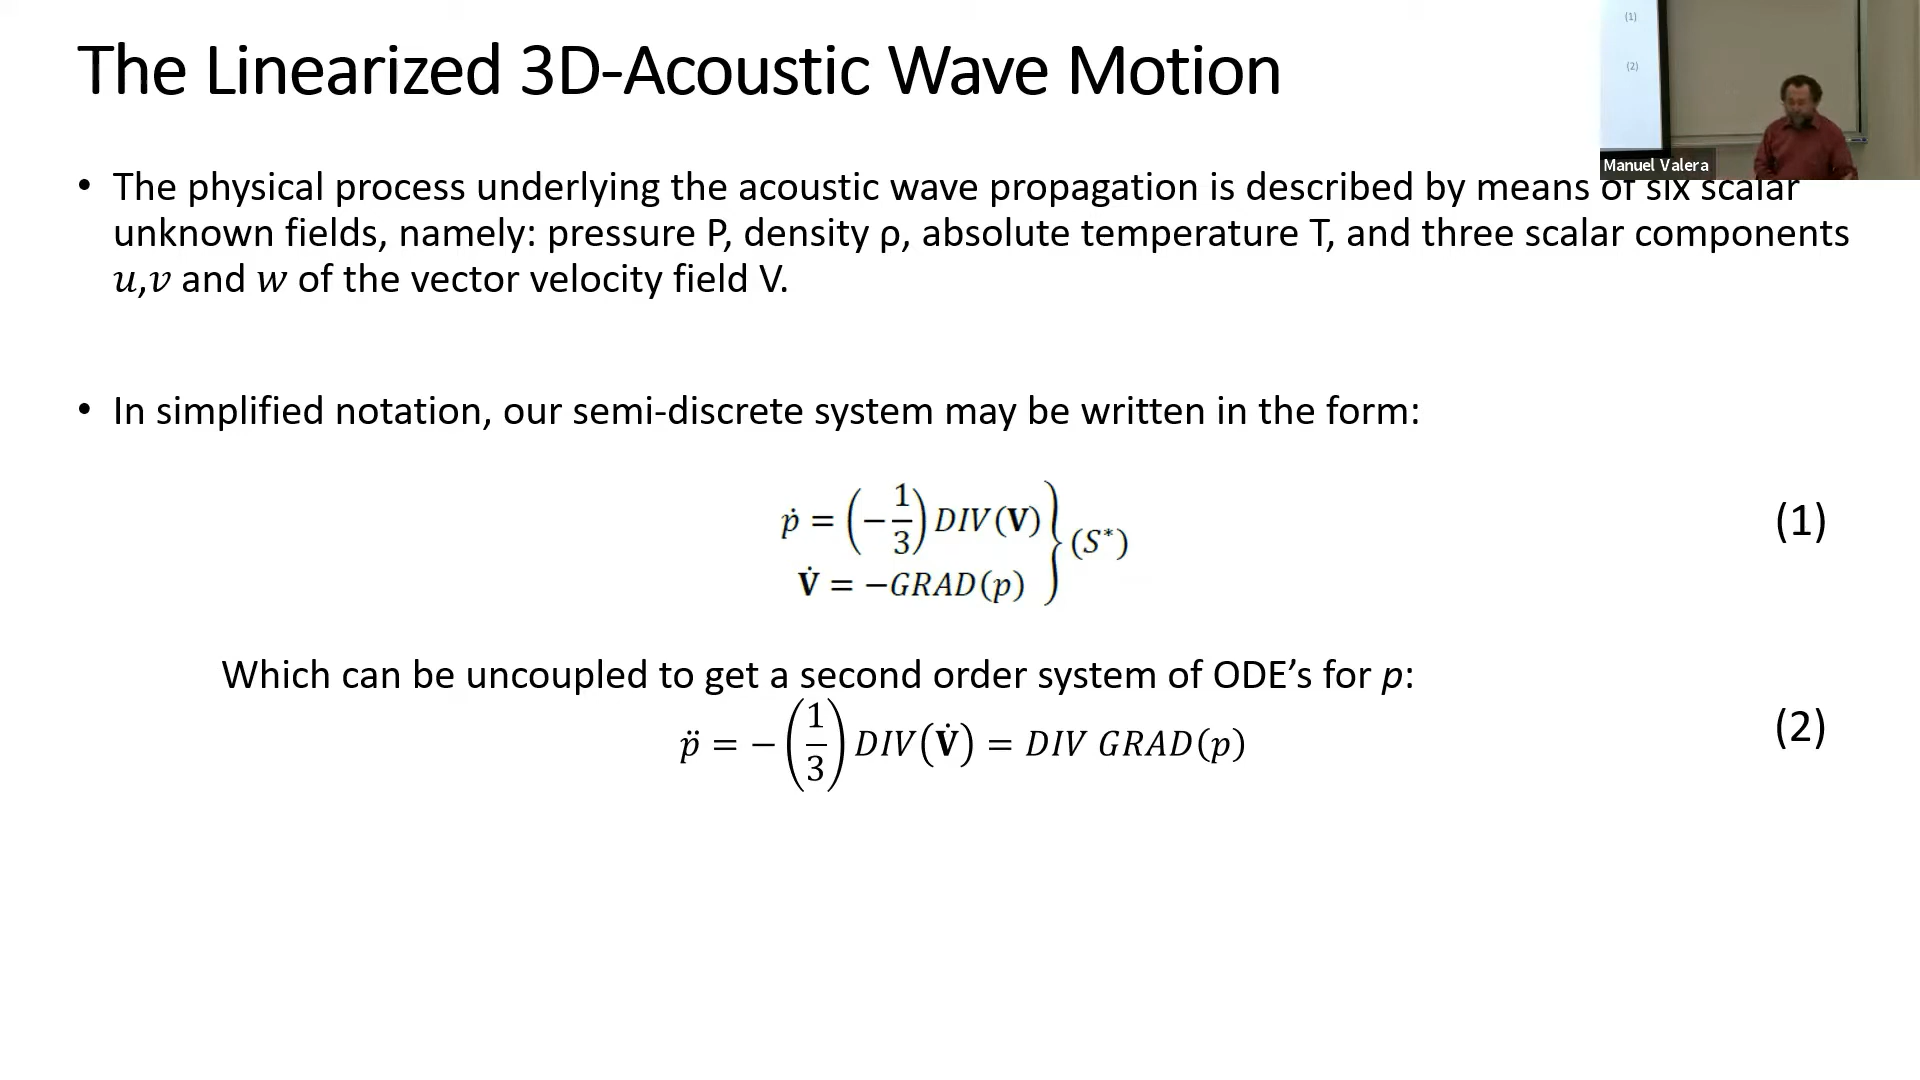 The Linearized 3D-Acoustic Wave Motion
(1)
(2)
Manuel Valera
• The physical process underlying the acoustic wave propagation is described by means of six scalar
unknown fields, namely: pressure P, density ρ, absolute temperature T, and three scalar components
u,v and w of the vector velocity field V.
• In simplified notation, our semi-discrete system may be written in the form:
ṗ = (−1/3) DIV(V)
V̇ = −GRAD(p) } (S*) (1)
Which can be uncoupled to get a second order system of ODE’s for p:
p̈ = −(1/3) DIV(V̇) = DIV GRAD(p) (2)